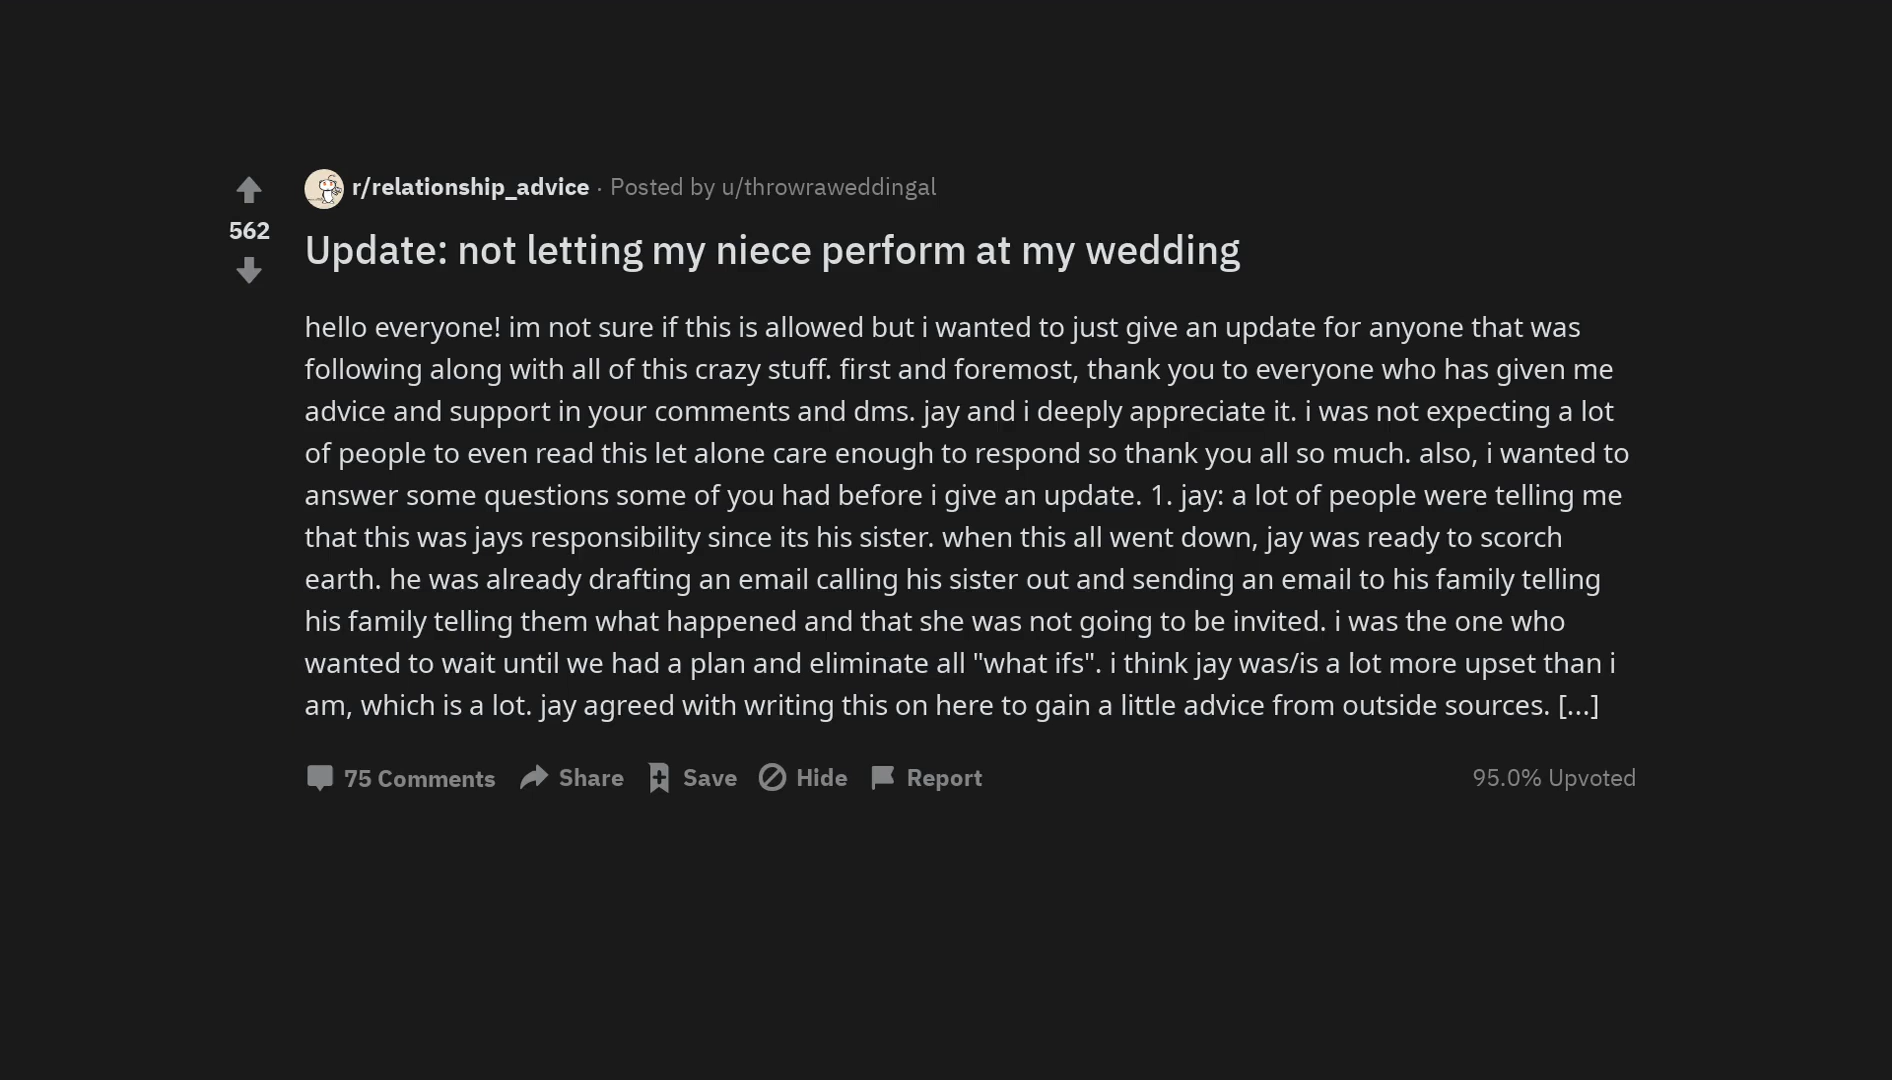 r/relationship_advice · Posted by u/throwraweddingal
562
Update: not letting my niece perform at my wedding
hello everyone! im not sure if this is allowed but i wanted to just give an update for anyone that was
following along with all of this crazy stuff. first and foremost, thank you to everyone who has given me
advice and support in your comments and dms. jay and i deeply appreciate it. i was not expecting a lot
of people to even read this let alone care enough to respond so thank you all so much. also, i wanted to
answer some questions some of you had before i give an update. 1. jay: a lot of people were telling me
that this was jays responsibility since its his sister. when this all went down, jay was ready to scorch
earth. he was already drafting an email calling his sister out and sending an email to his family telling
his family telling them what happened and that she was not going to be invited. i was the one who
wanted to wait until we had a plan and eliminate all "what ifs". i think jay was/is a lot more upset than i
am, which is a lot. jay agreed with writing this on here to gain a little advice from outside sources. [...]
75 Comments Share Save Hide Report 95.0% Upvoted